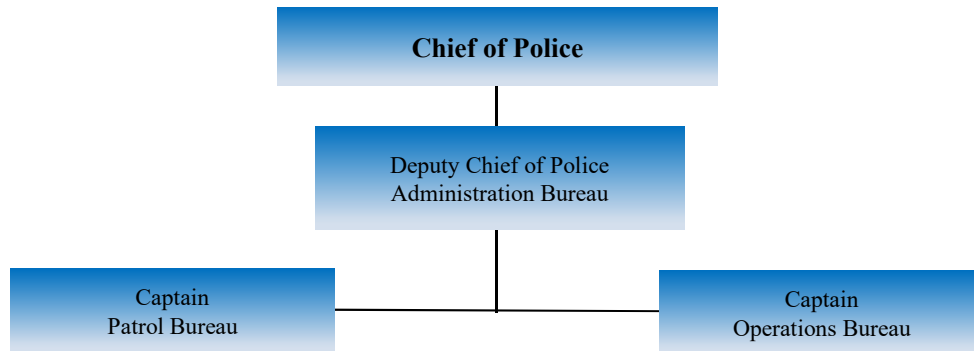 Chief of Police
Deputy Chief of Police
Administration Bureau
Captain
Patrol Bureau
Captain
Operations Bureau